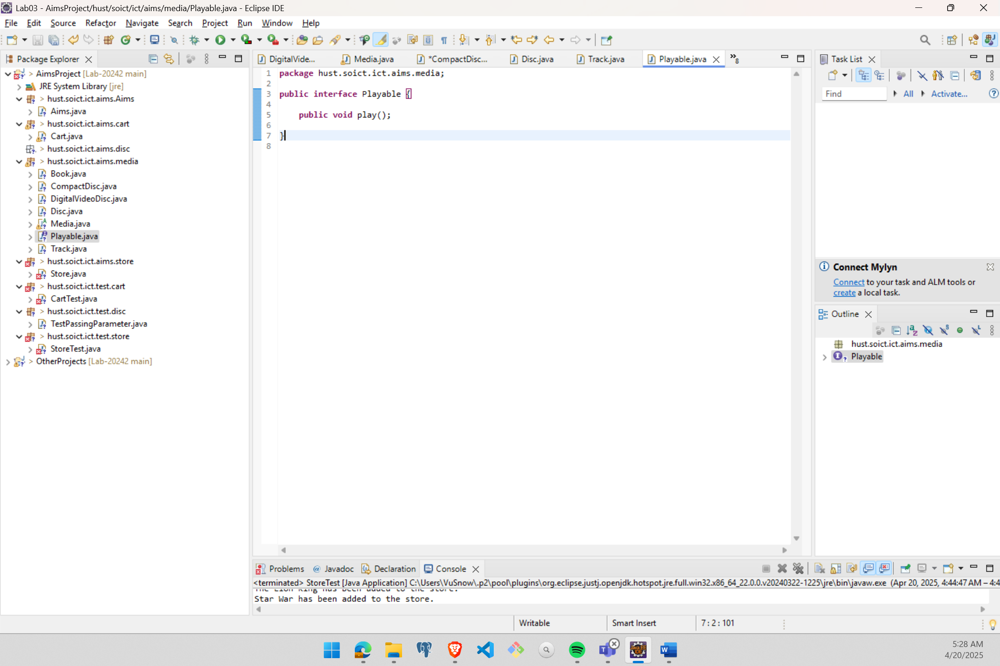 Lab03 - AimsProject/hust/soict/ict/aims/media/Playable.java - Eclipse IDE
File Edit Source Refactor Navigate Search Project Run Window Help
Package Explorer
> AimsProject [Lab-20242 main]
JRE System Library [jre]
> hust.soict.ict.aims.Aims
Aims.java
> hust.soict.ict.aims.cart
Cart.java
> hust.soict.ict.aims.disc
> hust.soict.ict.aims.media
Book.java
CompactDisc.java
DigitalVideoDisc.java
Disc.java
Media.java
Playable.java
Track.java
> hust.soict.ict.aims.store
Store.java
> hust.soict.ict.test.cart
CartTest.java
> hust.soict.ict.test.disc
TestPassingParameter.java
> hust.soict.ict.test.store
StoreTest.java
> OtherProjects [Lab-20242 main]
DigitalVide... Media.java *CompactDisc... Disc.java Track.java Playable.java »8
1 package hust.soict.ict.aims.media;
2
3 public interface Playable {
4
5 public void play();
6
7 }
8
Task List
Find All Activate...
Connect Mylyn
Connect to your task and ALM tools or
create a local task.
Outline
hust.soict.ict.aims.media
Playable
Problems Javadoc Declaration Console
<terminated> StoreTest [Java Application] C:\Users\VuSnow\.p2\pool\plugins\org.eclipse.justj.openjdk.hotspot.jre.full.win32.x86_64_22.0.0.v20240322-1225\jre\bin\javaw.exe (Apr 20, 2025, 4:44:47 AM – 4:4
The Lion King has been added to the store.
Star War has been added to the store.
Writable Smart Insert 7 : 2 : 101
5:28 AM
4/20/2025